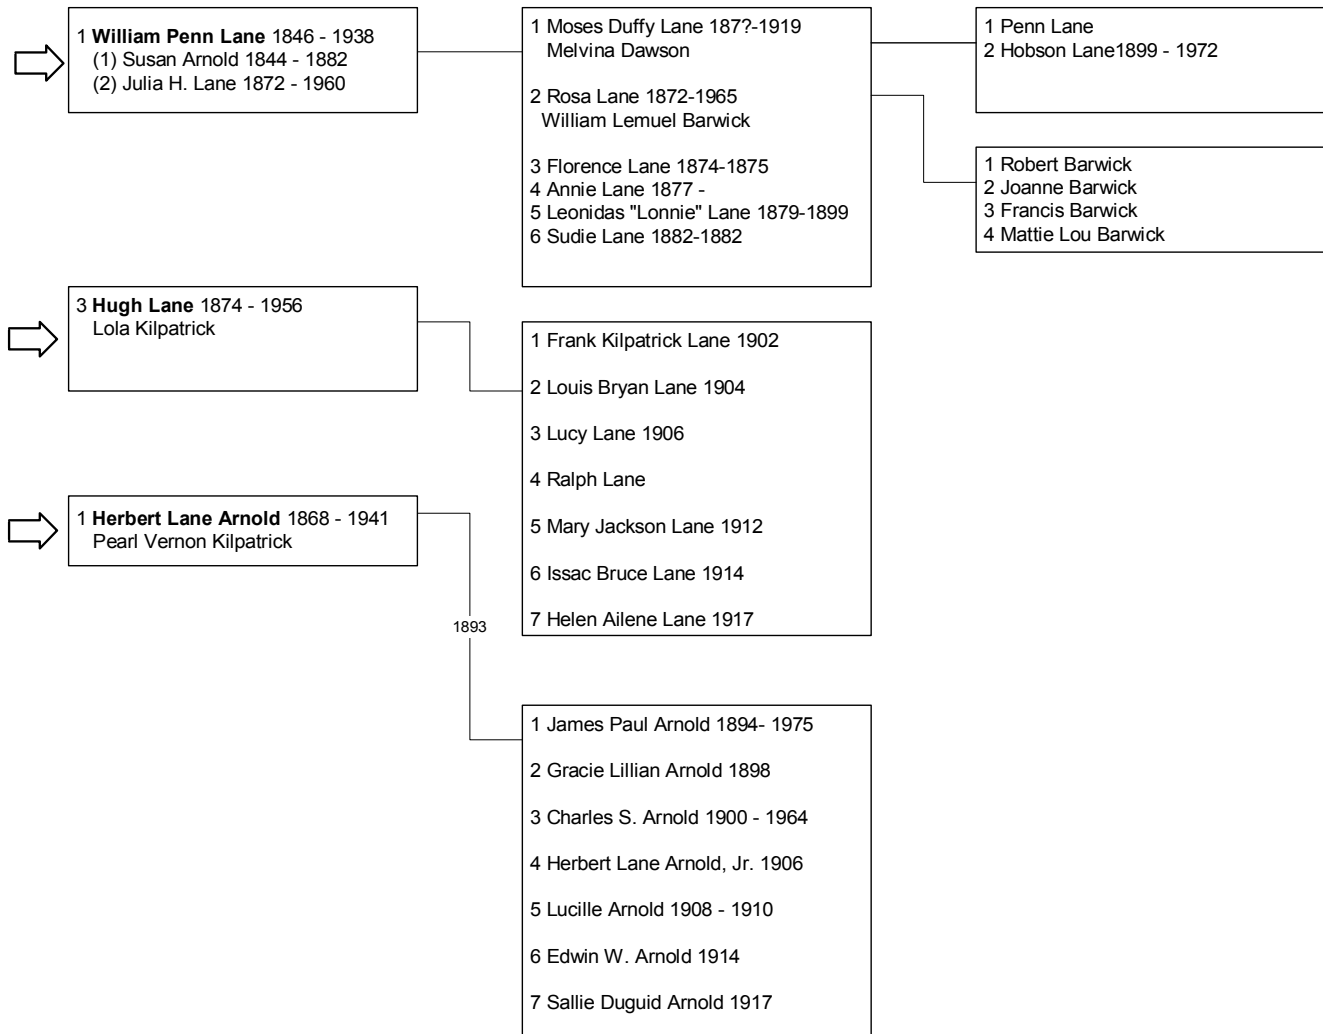 1 William Penn Lane 1846 - 1938
(1) Susan Arnold 1844 - 1882
(2) Julia H. Lane 1872 - 1960
1 Moses Duffy Lane 187?-1919
Melvina Dawson
2 Rosa Lane 1872-1965
William Lemuel Barwick
3 Florence Lane 1874-1875
4 Annie Lane 1877 -
5 Leonidas "Lonnie" Lane 1879-1899
6 Sudie Lane 1882-1882
1 Penn Lane
2 Hobson Lane1899 - 1972
1 Robert Barwick
2 Joanne Barwick
3 Francis Barwick
4 Mattie Lou Barwick
3 Hugh Lane 1874 - 1956
Lola Kilpatrick
1 Frank Kilpatrick Lane 1902
2 Louis Bryan Lane 1904
3 Lucy Lane 1906
4 Ralph Lane
5 Mary Jackson Lane 1912
6 Issac Bruce Lane 1914
7 Helen Ailene Lane 1917
1 Herbert Lane Arnold 1868 - 1941
Pearl Vernon Kilpatrick
1893
1 James Paul Arnold 1894- 1975
2 Gracie Lillian Arnold 1898
3 Charles S. Arnold 1900 - 1964
4 Herbert Lane Arnold, Jr. 1906
5 Lucille Arnold 1908 - 1910
6 Edwin W. Arnold 1914
7 Sallie Duguid Arnold 1917